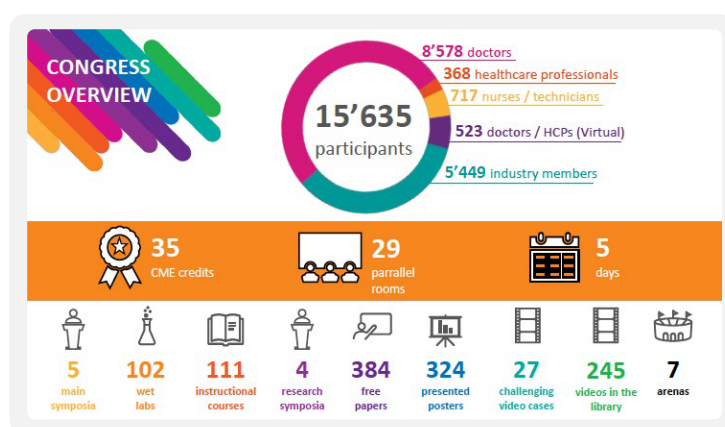 CONGRESS
OVERVIEW
15’635
participants
8’578 doctors
368 healthcare professionals
717 nurses / technicians
523 doctors / HCPs (Virtual)
5’449 industry members
35
CME credits
29
parrallel
rooms
5
days
5
main
symposia
102
wet
labs
111
instructional
courses
4
research
symposia
384
free
papers
324
presented
posters
27
challenging
video cases
245
videos in the
library
7
arenas